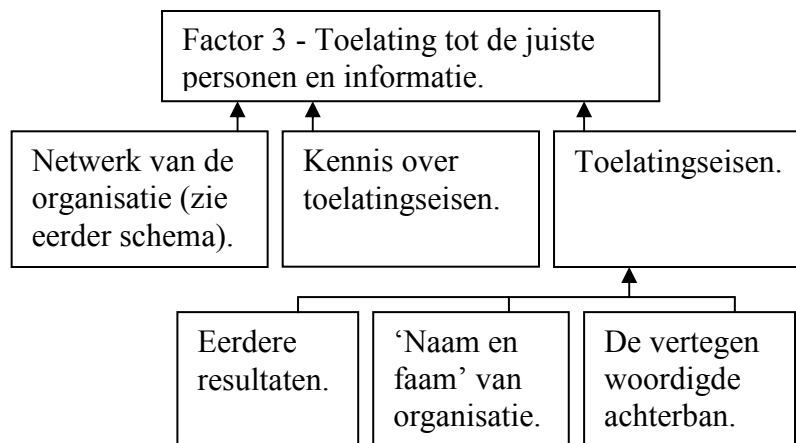 Factor 3 - Toelating tot de juiste
personen en informatie.
Netwerk van de
organisatie (zie
eerder schema).
Kennis over
toelatingseisen.
Toelatingseisen.
Eerdere
resultaten.
‘Naam en
faam’ van
organisatie.
De vertegen
woordigde
achterban.